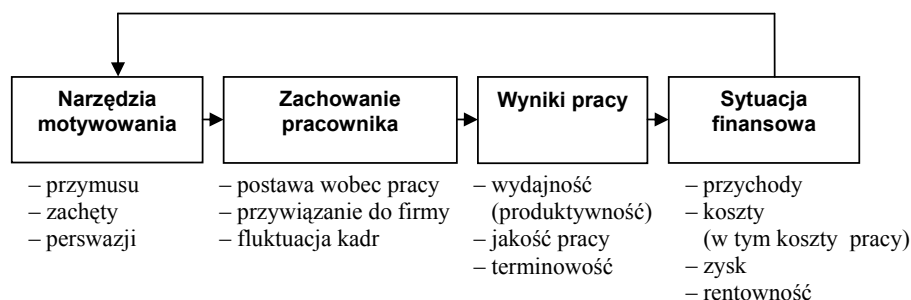 Narzędzia
motywowania
Zachowanie
pracownika
Wyniki pracy
Sytuacja
finansowa
– przymusu
– zachęty
– perswazji
– postawa wobec pracy
– przywiązanie do firmy
– fluktuacja kadr
– wydajność
(produktywność)
– jakość pracy
– terminowość
– przychody
– koszty
(w tym koszty pracy)
– zysk
– rentowność